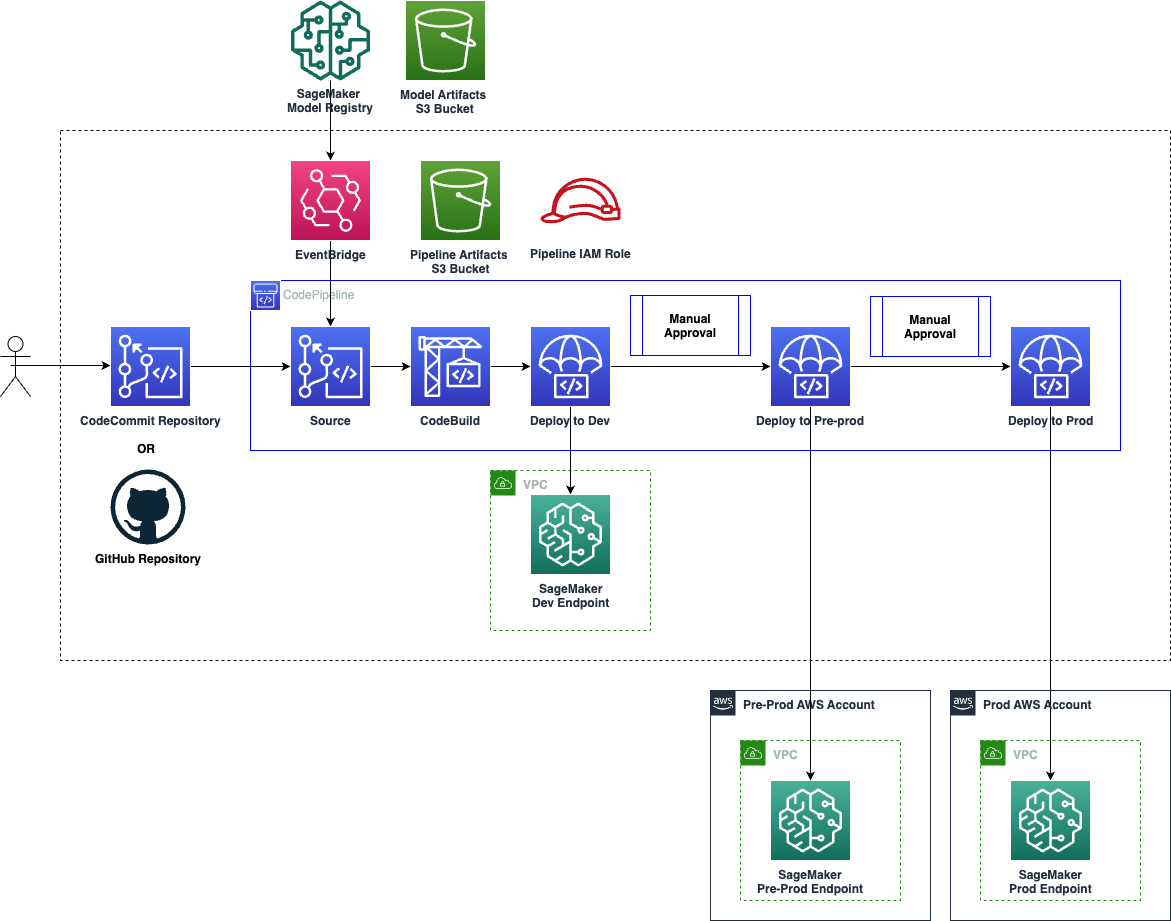 SageMaker
Model Registry
Model Artifacts
S3 Bucket
EventBridge
Pipeline Artifacts
S3 Bucket
Pipeline IAM Role
CodePipeline
Manual
Approval
Manual
Approval
CodeCommit Repository
Source
CodeBuild
Deploy to Dev
Deploy to Pre-prod
Deploy to Prod
OR
GitHub Repository
VPC
SageMaker
Dev Endpoint
aws
Pre-Prod AWS Account
aws
Prod AWS Account
VPC
VPC
SageMaker
Pre-Prod Endpoint
SageMaker
Prod Endpoint